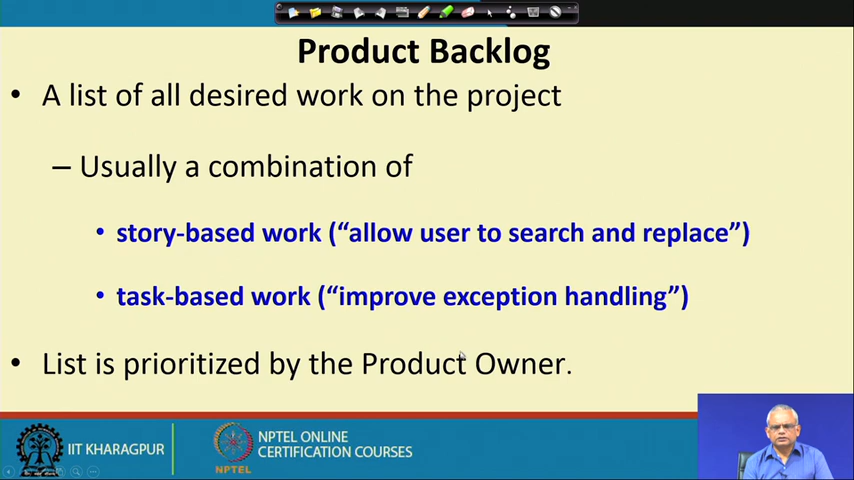 Product Backlog
• A list of all desired work on the project
– Usually a combination of
• story-based work (“allow user to search and replace”)
• task-based work (“improve exception handling”)
• List is prioritized by the Product Owner.
IIT KHARAGPUR
NPTEL
NPTEL ONLINE
CERTIFICATION COURSES